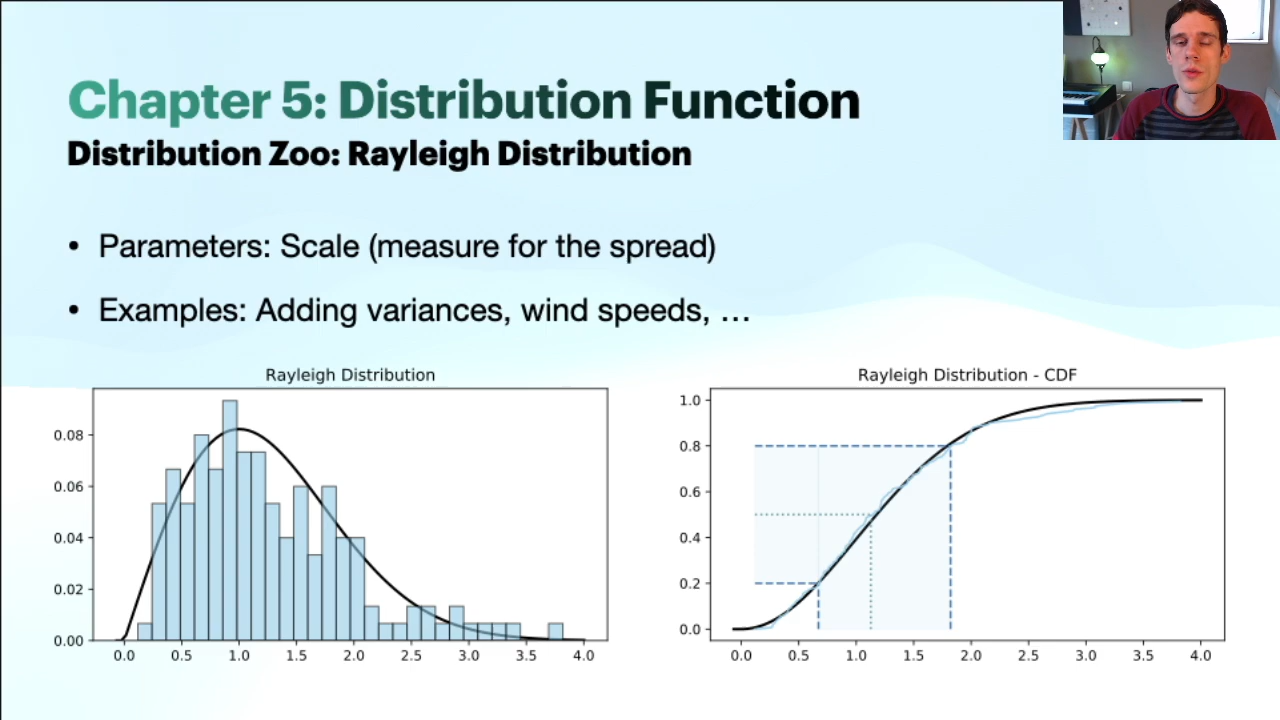 Chapter 5: Distribution Function
Distribution Zoo: Rayleigh Distribution
• Parameters: Scale (measure for the spread)
• Examples: Adding variances, wind speeds, …
Rayleigh Distribution
0.08
0.06
0.04
0.02
0.00
0.0 0.5 1.0 1.5 2.0 2.5 3.0 3.5 4.0
Rayleigh Distribution - CDF
1.0
0.8
0.6
0.4
0.2
0.0
0.0 0.5 1.0 1.5 2.0 2.5 3.0 3.5 4.0